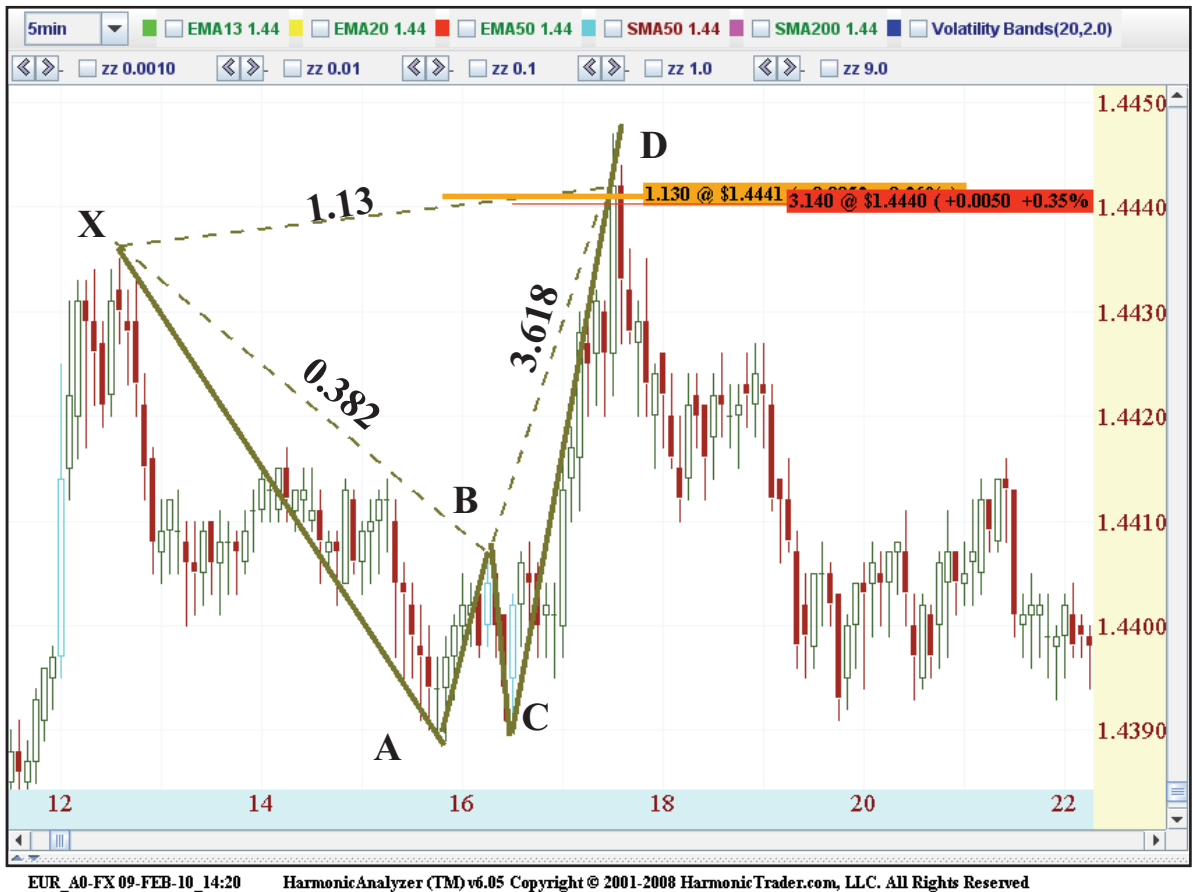 5min EMA13 1.44 EMA20 1.44 EMA50 1.44 SMA50 1.44 SMA200 1.44 Volatility Bands(20,2.0)
zz 0.0010 zz 0.01 zz 0.1 zz 1.0 zz 9.0
1.4450
D
1.130 @ $1.4441
3.140 @ $1.4440 ( +0.0050 +0.35%
1.13
1.4440
X
1.4430
3.618
0.382
1.4420
B
1.4410
1.4400
C
1.4390
A
12 14 16 18 20 22
EUR_A0-FX 09-FEB-10_14:20 HarmonicAnalyzer (TM) v6.05 Copyright © 2001-2008 HarmonicTrader.com, LLC. All Rights Reserved